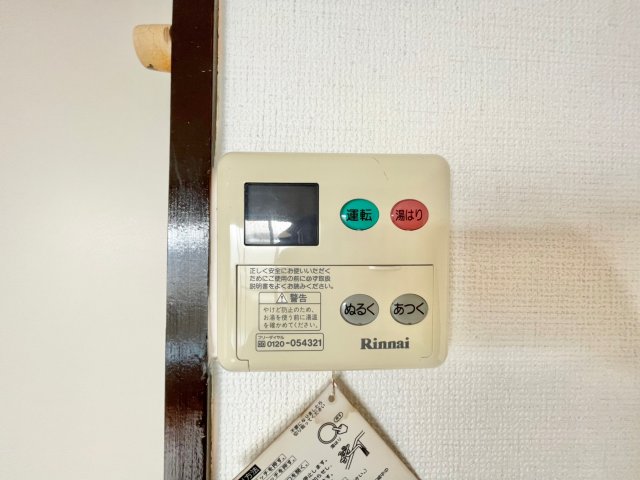 運転
湯はり
正しく安全にお使いいただく
ためにご使用の前に必ず取扱
説明書をよくお読みください。
警告
やけど防止のため、
お湯を使う前に湯温
を確かめてください。
フリーダイヤル
0120-054321
ぬるく
あつく
Rinnai